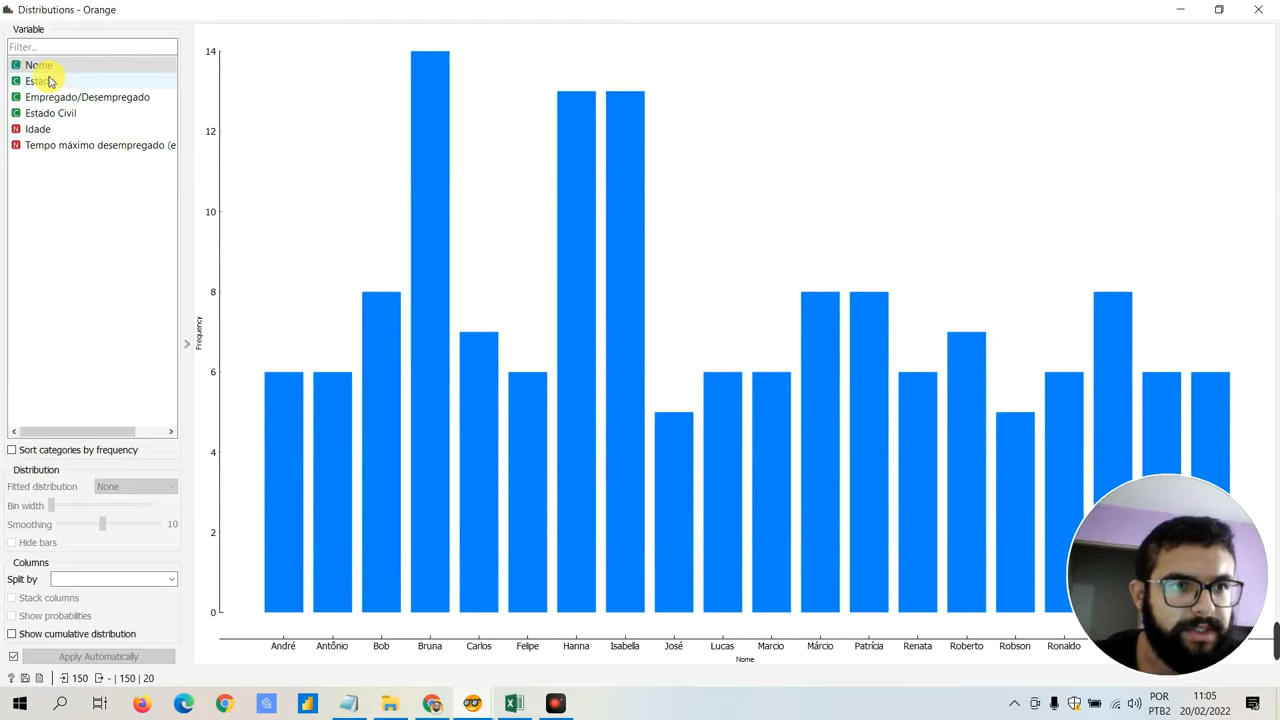 Distributions - Orange
Variable
Filter...
Nome
Empregado/Desempregado
Estado Civil
Idade
Tempo máximo desempregado (e
Sort categories by frequency
Distribution
Fitted distribution None
Bin width
Smoothing 10
Hide bars
Columns
Split by
Stack columns
Show probabilities
Show cumulative distribution
Apply Automatically
150 - | 150 | 20
14
12
10
8
6
4
2
0
Frequency
André Antônio Bob Bruna Carlos Felipe Hanna Isabella José Lucas Marcio Márcio Patrícia Renata Roberto Robson Ronaldo
Nome
POR
PTB2
11:05
20/02/2022